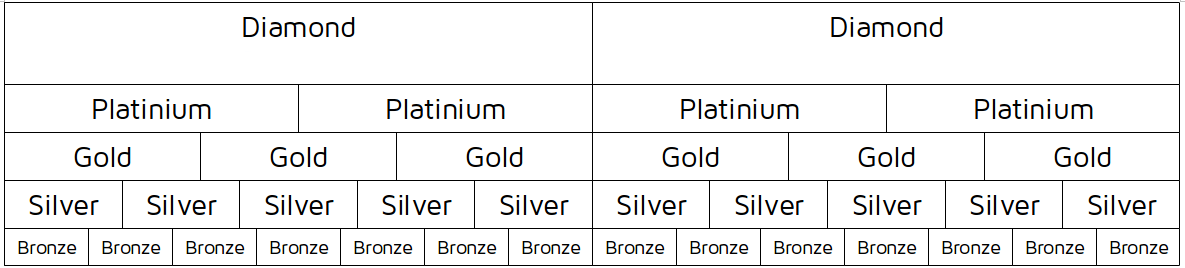 Diamond Diamond
Platinium Platinium Platinium Platinium
Gold Gold Gold Gold Gold Gold
Silver Silver Silver Silver Silver Silver Silver Silver Silver Silver
Bronze Bronze Bronze Bronze Bronze Bronze Bronze Bronze Bronze Bronze Bronze Bronze Bronze Bronze